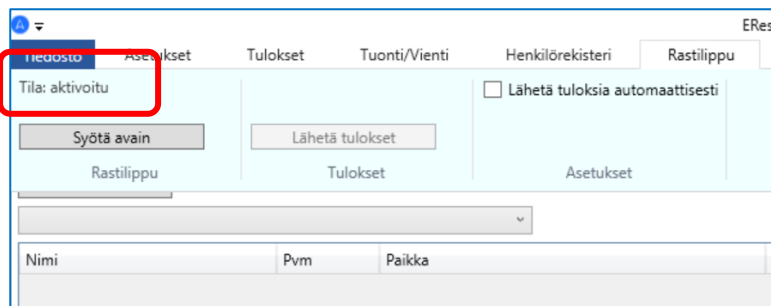 ERes
Tiedosto Asetukset Tulokset Tuonti/Vienti Henkilörekisteri Rastilippu
Tila: aktivoitu
Lähetä tuloksia automaattisesti
Syötä avain Lähetä tulokset
Rastilippu Tulokset Asetukset
Nimi Pvm Paikka